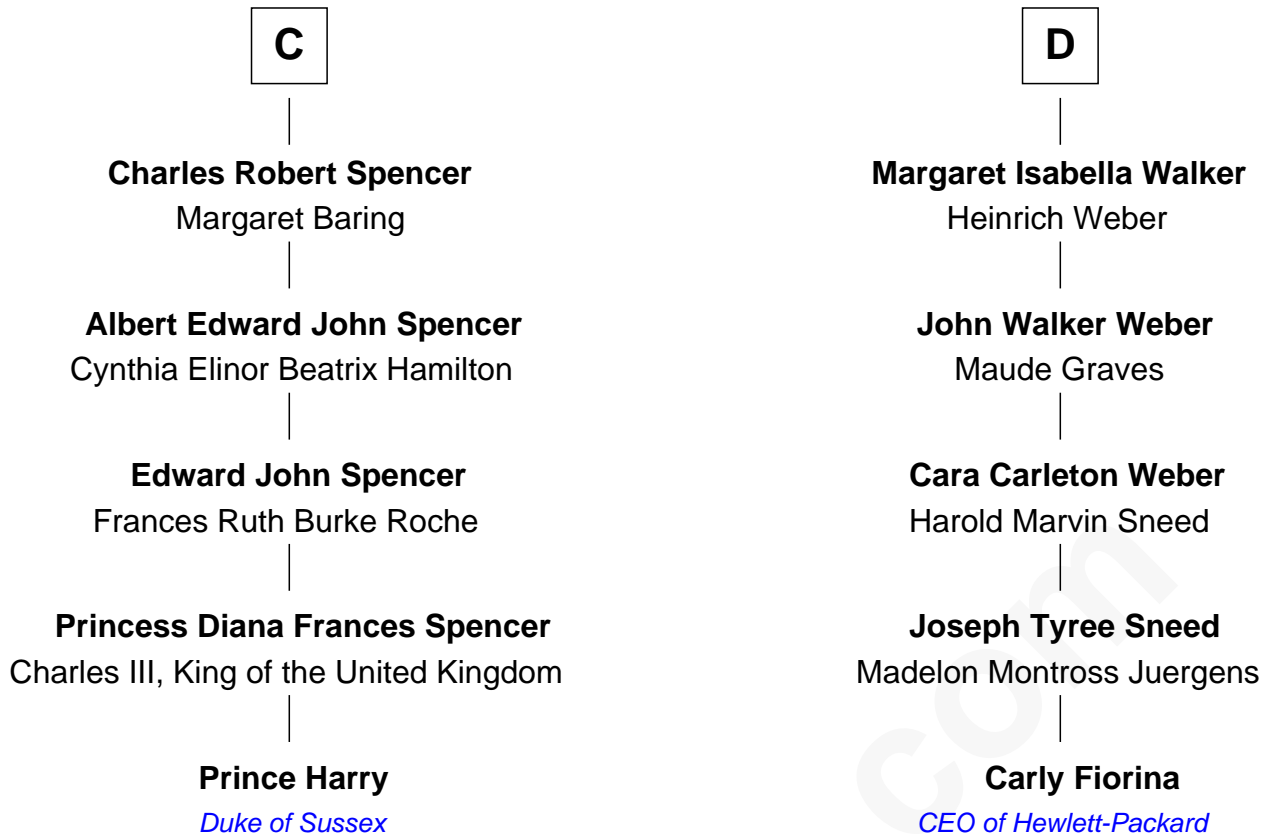 C
Charles Robert Spencer
Margaret Baring
Albert Edward John Spencer
Cynthia Elinor Beatrix Hamilton
Edward John Spencer
Frances Ruth Burke Roche
Princess Diana Frances Spencer
Charles III, King of the United Kingdom
Prince Harry
Duke of Sussex
D
Margaret Isabella Walker
Heinrich Weber
John Walker Weber
Maude Graves
Cara Carleton Weber
Harold Marvin Sneed
Joseph Tyree Sneed
Madelon Montross Juergens
Carly Fiorina
CEO of Hewlett-Packard
com